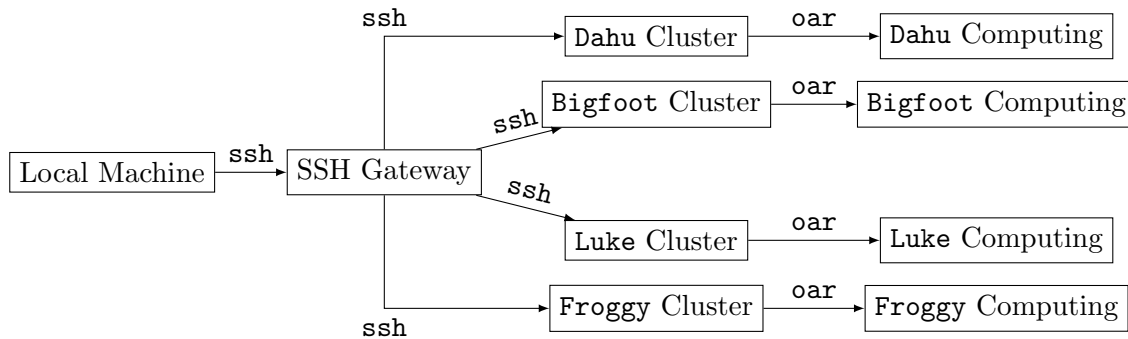 ssh
Dahu Cluster
oar
Dahu Computing
ssh
Bigfoot Cluster
oar
Bigfoot Computing
Local Machine
ssh
SSH Gateway
ssh
Luke Cluster
oar
Luke Computing
ssh
Froggy Cluster
oar
Froggy Computing